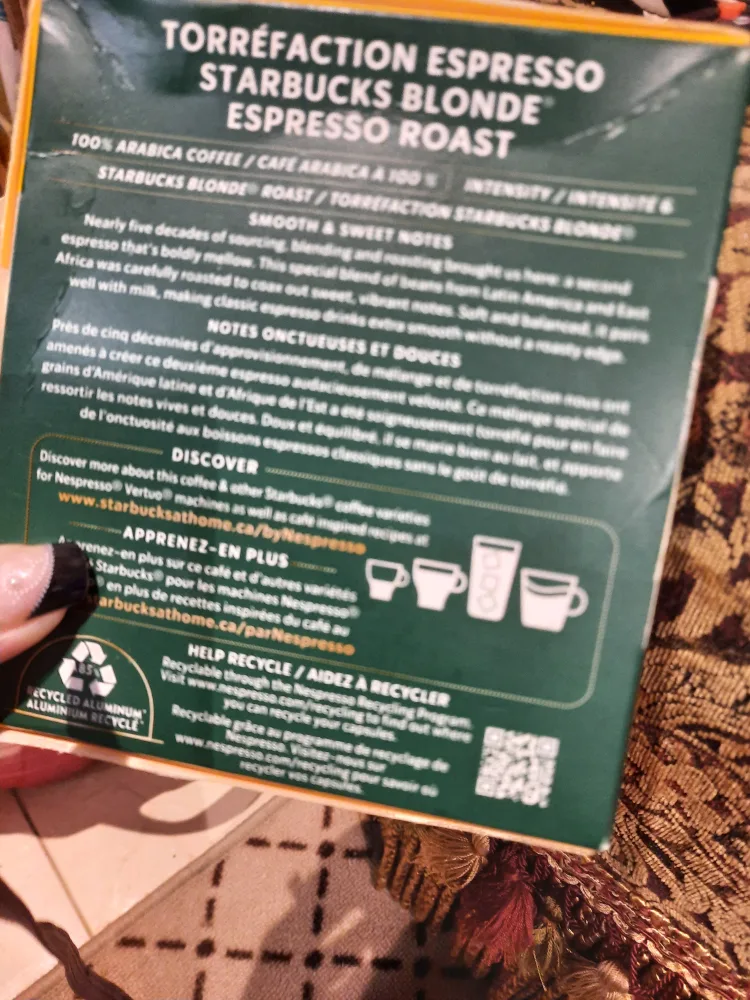 TORRÉFACTION ESPRESSO
STARBUCKS BLONDE®
ESPRESSO ROAST
100% ARABICA COFFEE / CAFÉ ARABICA À 100 % INTENSITY / INTENSITÉ 6
STARBUCKS BLONDE® ROAST / TORRÉFACTION STARBUCKS BLONDE®
SMOOTH & SWEET NOTES
Nearly five decades of sourcing, blending and roasting brought us here: a second
espresso that's boldly mellow. This special blend of beans from Latin America and East
Africa was carefully roasted to coax out sweet, vibrant notes. Soft and balanced, it pairs
well with milk, making classic espresso drinks extra smooth without a roasty edge.
NOTES ONCTUEUSES ET DOUCES
Près de cinq décennies d'approvisionnement, de mélange et de torréfaction nous ont
amenés à créer ce deuxième espresso audacieusement velouté. Ce mélange spécial de
grains d'Amérique latine et d'Afrique de l'Est a été soigneusement torréfié pour en faire
ressortir les notes vives et douces. Doux et équilibré, il se marie bien au lait, et apporte
de l'onctuosité aux boissons espressos classiques sans le goût de torréfié.
DISCOVER
Discover more about this coffee & other Starbucks® coffee varieties
for Nespresso® Vertuo® machines as well as cafe inspired recipes at
www.starbucksathome.ca/byNespresso
APPRENEZ-EN PLUS
renez-en plus sur ce café et d'autres variétés
Starbucks® pour les machines Nespresso®
® en plus de recettes inspirées du café au
arbucksathome.ca/parNespresso
HELP RECYCLE / AIDEZ À RECYCLER
Recyclable through the Nespresso Recycling Program.
Visit www.nespresso.com/recycling to find out where
you can recycle your capsules.
Recyclable grâce au programme de recyclage de
Nespresso. Visitez-nous sur
www.nespresso.com/recycling pour savoir où
recycler vos capsules.
85%
RECYCLED ALUMINUM*
ALUMINIUM RECYCLÉ*